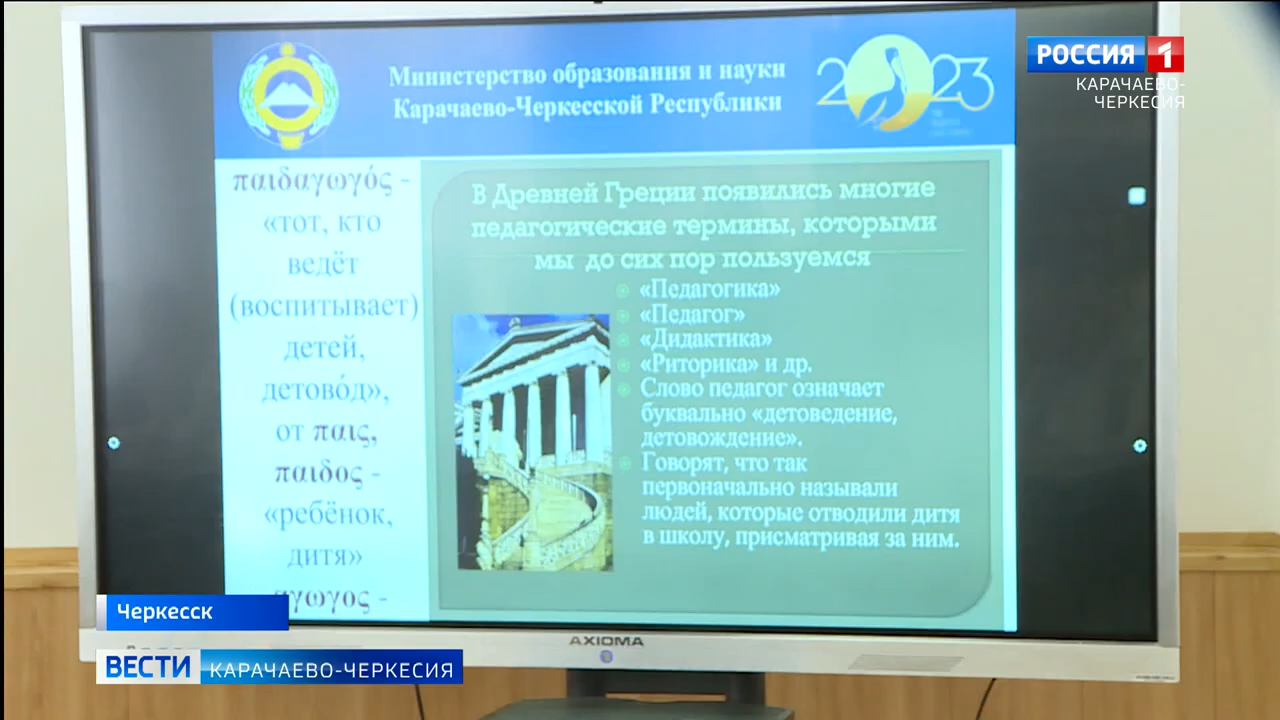 РОССИЯ 1
КАРАЧАЕВО-
ЧЕРКЕСИЯ
Министерство образования и науки
Карачаево-Черкесской Республики
2023
παιδαγωγός -
«тот, кто
ведёт
(воспитывает)
детей,
детово́д»,
от παις,
παιδος -
«ребёнок,
дитя»
αγωγος -
В Древней Греции появились многие
педагогические термины, которыми
мы до сих пор пользуемся
«Педагогика»
«Педагог»
«Дидактика»
«Риторика» и др.
Слово педагог означает
буквально «детоведение,
детовождение».
Говорят, что так
первоначально называли
людей, которые отводили дитя
в школу, присматривая за ним.
Черкесск
AXIOMA
ВЕСТИ КАРАЧАЕВО-ЧЕРКЕСИЯ